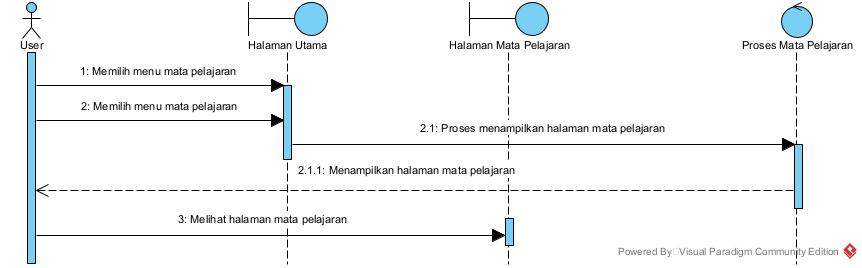 User
Halaman Utama
Halaman Mata Pelajaran
Proses Mata Pelajaran
1: Memilih menu mata pelajaran
2: Memilih menu mata pelajaran
2.1: Proses menampilkan halaman mata pelajaran
2.1.1: Menampilkan halaman mata pelajaran
3: Melihat halaman mata pelajaran
Powered By Visual Paradigm Community Edition